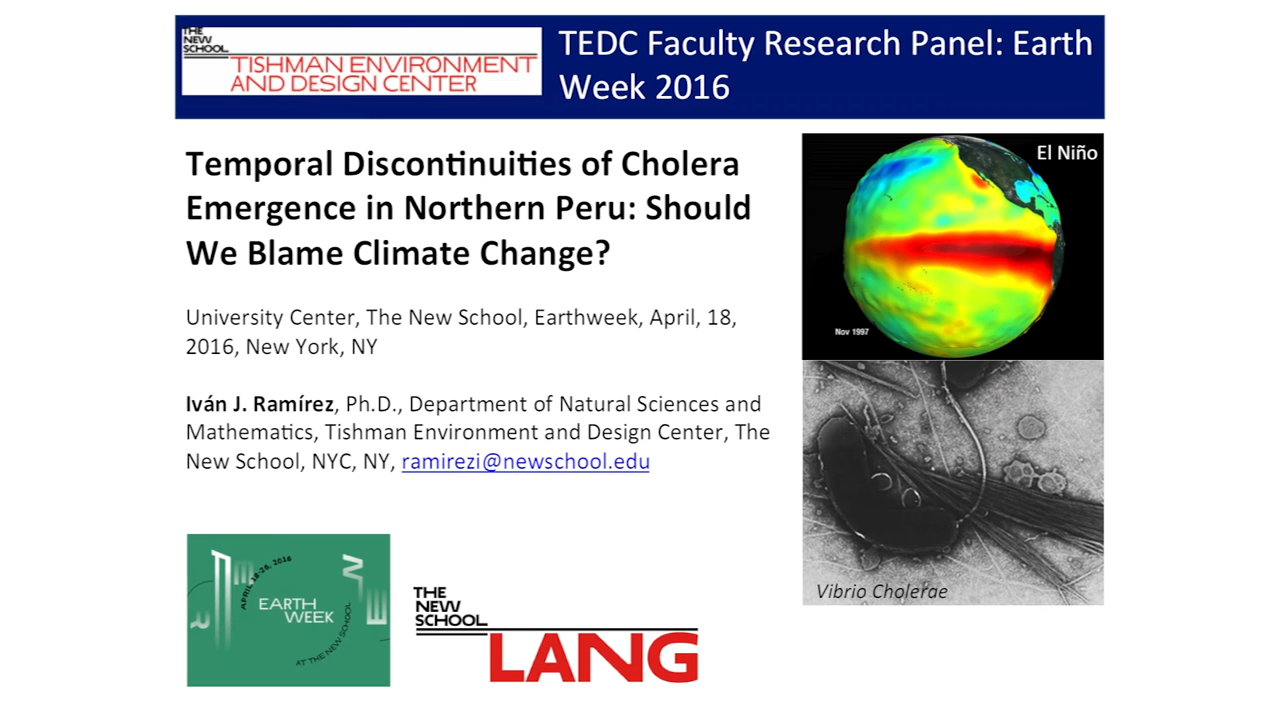 THE
NEW
SCHOOL
TISHMAN ENVIRONMENT
AND DESIGN CENTER
TEDC Faculty Research Panel: Earth
Week 2016
Temporal Discontinuities of Cholera
Emergence in Northern Peru: Should
We Blame Climate Change?
El Niño
Nov 1997
University Center, The New School, Earthweek, April, 18,
2016, New York, NY
Iván J. Ramírez, Ph.D., Department of Natural Sciences and
Mathematics, Tishman Environment and Design Center, The
New School, NYC, NY, ramirezi@newschool.edu
Vibrio Cholerae
APRIL 18-26, 2016
EARTH
WEEK
AT THE NEW SCHOOL
THE
NEW
SCHOOL
LANG